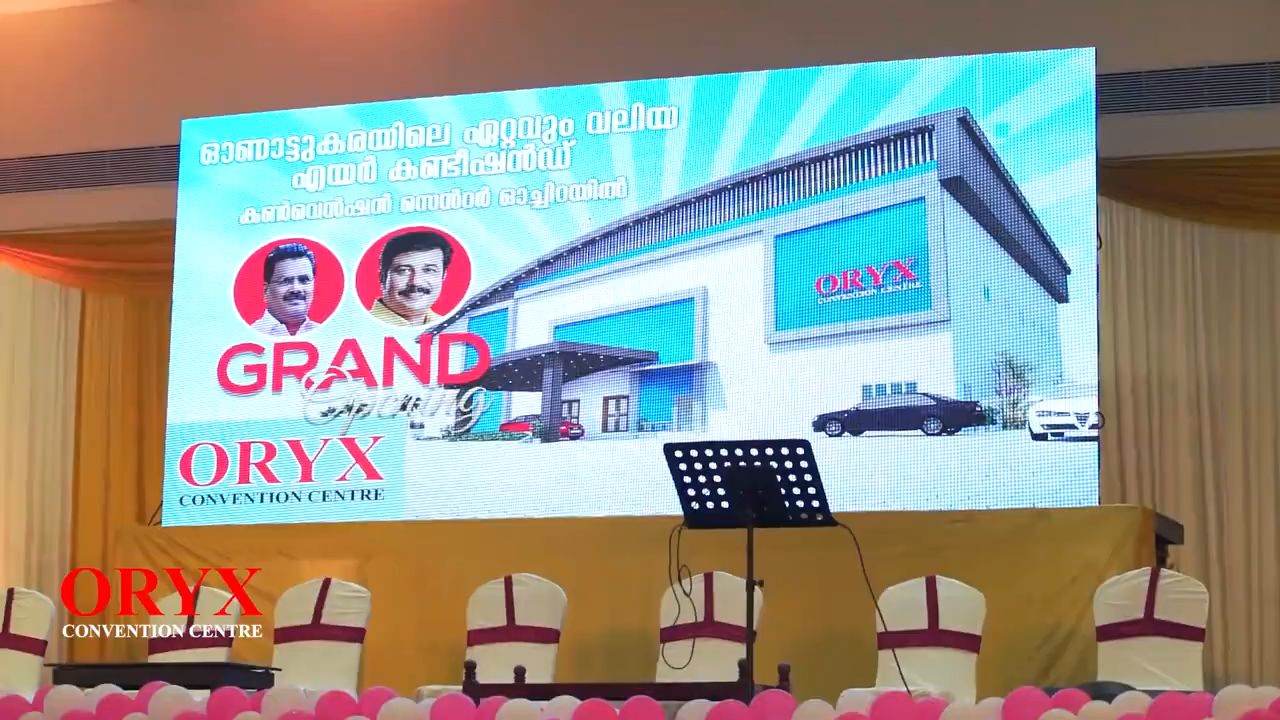 ഓണാട്ടുകരയിലെ ഏറ്റവും വലിയ
എയർ കണ്ടീഷൻഡ്
കൺവെൻഷൻ സെൻറർ ഓച്ചിറയിൽ
GRAND
Opening
ORYX
CONVENTION CENTRE
ORYX
CONVENTION CENTRE
ORYX
CONVENTION CENTRE